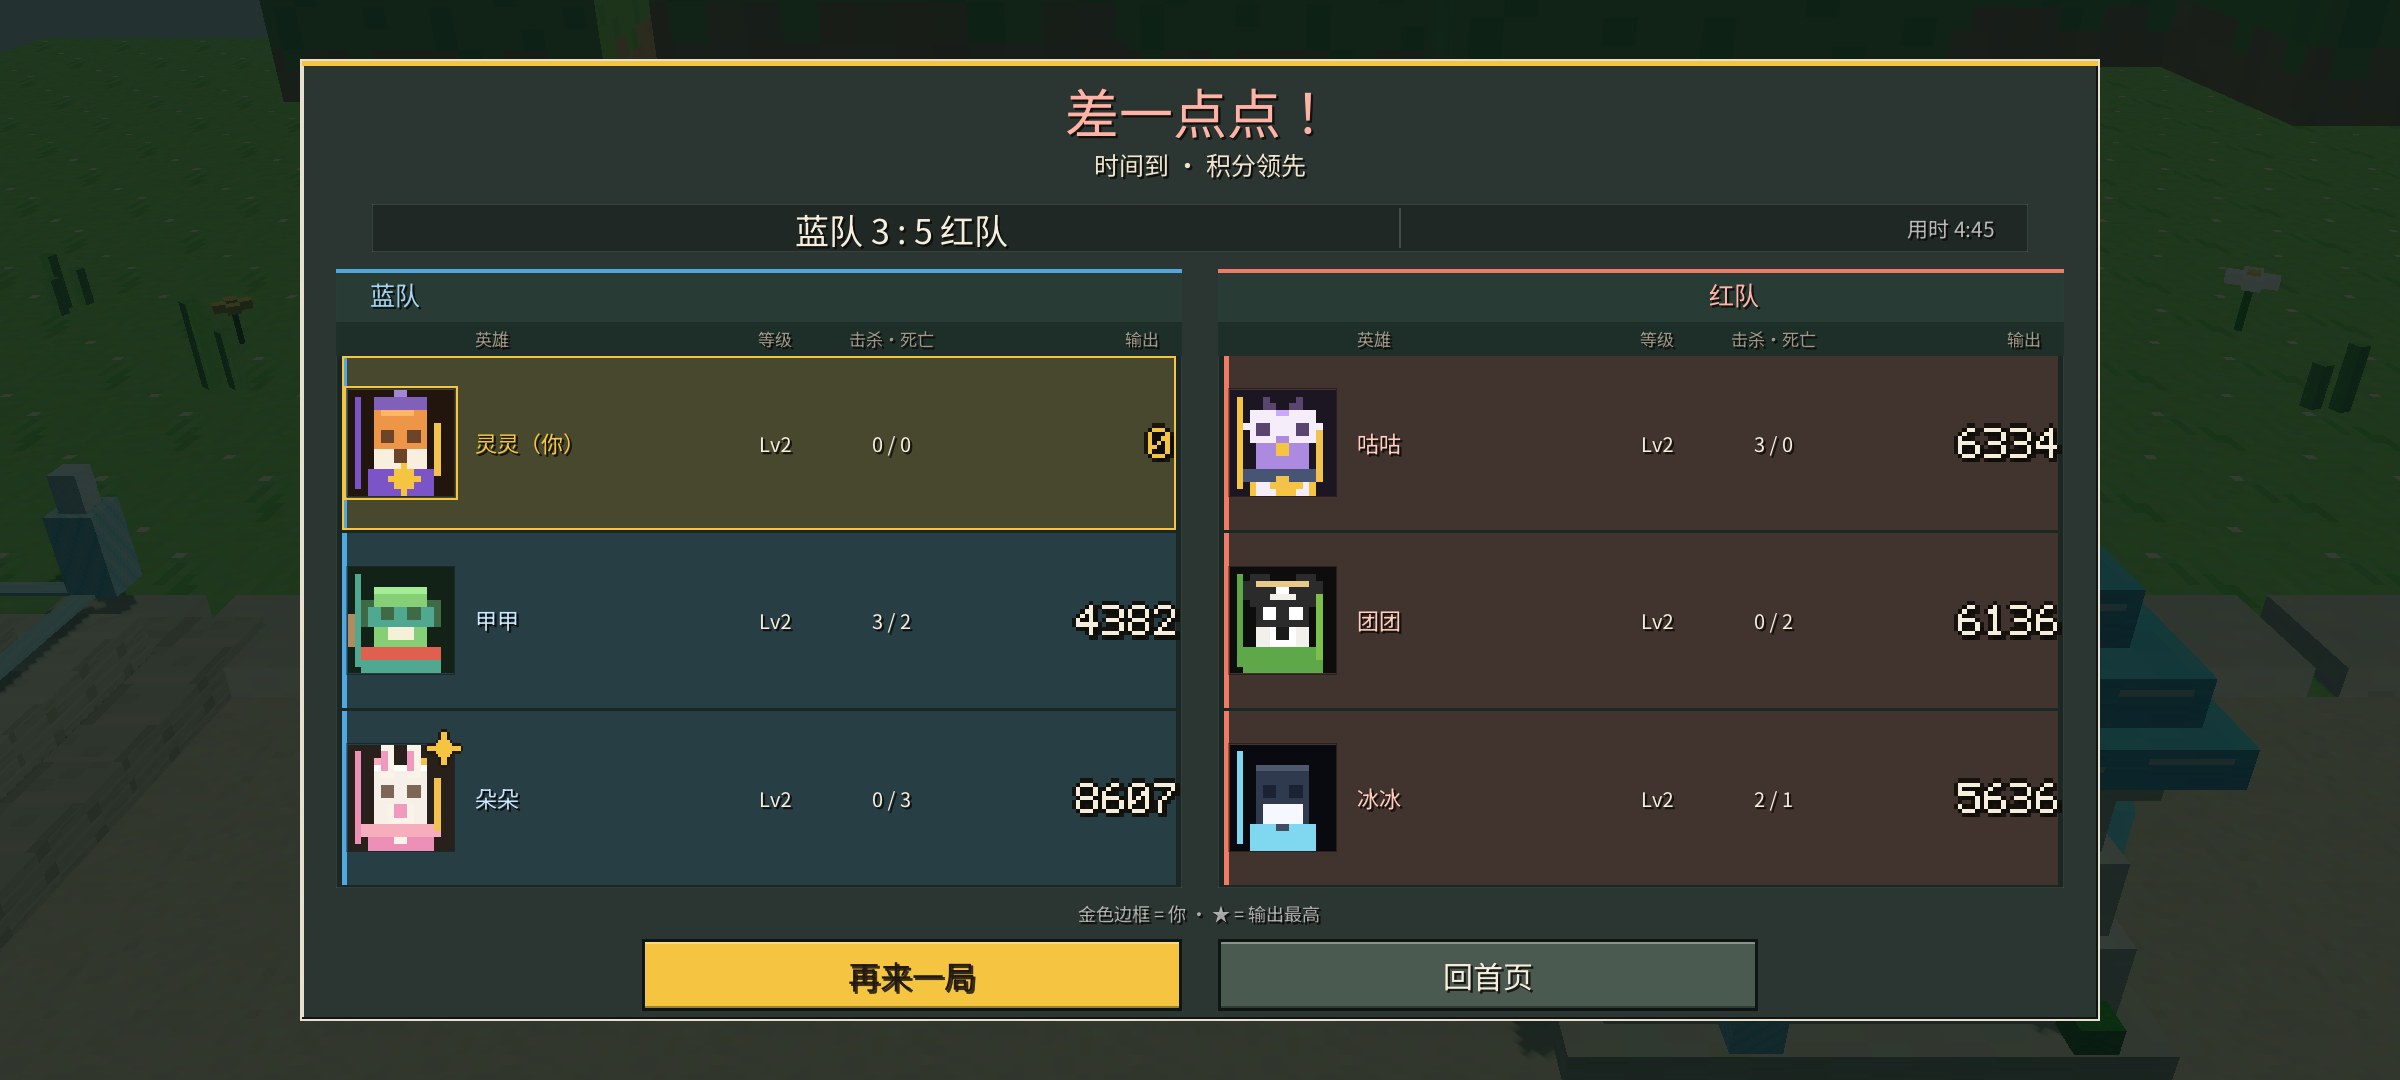 差一点点！
时间到 · 积分领先
蓝队 3 : 5 红队
用时 4:45
蓝队
英雄 等级 击杀·死亡 输出
灵灵（你） Lv2 0 / 0 0
甲甲 Lv2 3 / 2 4382
朵朵 Lv2 0 / 3 8607
红队
英雄 等级 击杀·死亡 输出
咕咕 Lv2 3 / 0 6334
团团 Lv2 0 / 2 6136
冰冰 Lv2 2 / 1 5636
金色边框 = 你 · ★ = 输出最高
再来一局
回首页